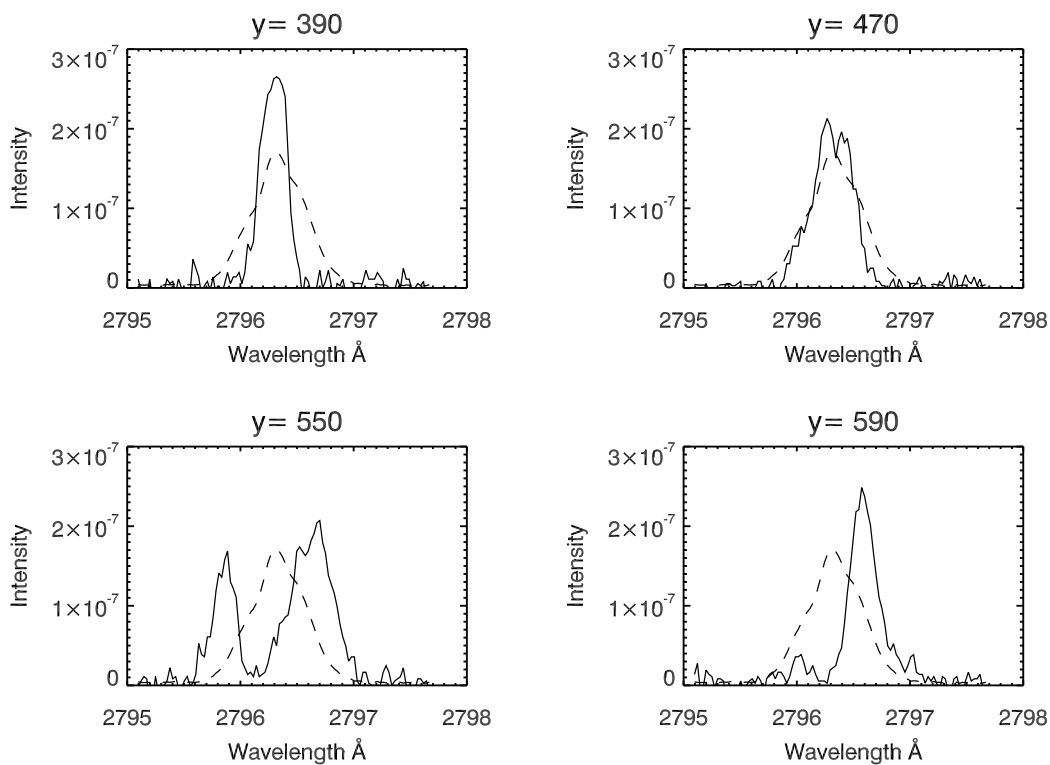 y= 390
3×10⁻⁷
2×10⁻⁷
1×10⁻⁷
0
Intensity
2795 2796 2797 2798
Wavelength Å
y= 470
3×10⁻⁷
2×10⁻⁷
1×10⁻⁷
0
Intensity
2795 2796 2797 2798
Wavelength Å
y= 550
3×10⁻⁷
2×10⁻⁷
1×10⁻⁷
0
Intensity
2795 2796 2797 2798
Wavelength Å
y= 590
3×10⁻⁷
2×10⁻⁷
1×10⁻⁷
0
Intensity
2795 2796 2797 2798
Wavelength Å